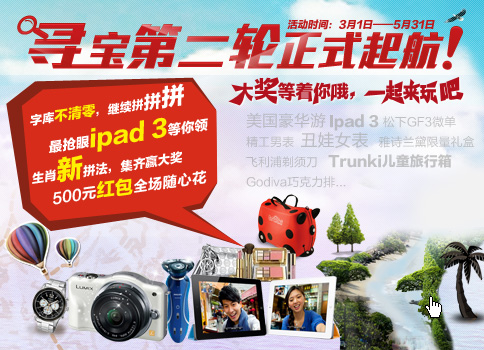 活动时间：3月1日——5月31日
寻宝第二轮正式起航！
大奖等着你哦，一起来玩吧
字库不清零，继续拼拼拼
最抢眼ipad 3等你领
生肖新拼法，集齐赢大奖
500元红包全场随心花
美国豪华游 Ipad 3 松下GF3微单
精工男表 丑娃女表 雅诗兰黛限量礼盒
飞利浦剃须刀 Trunki儿童旅行箱
Godiva巧克力排...
LUMIX